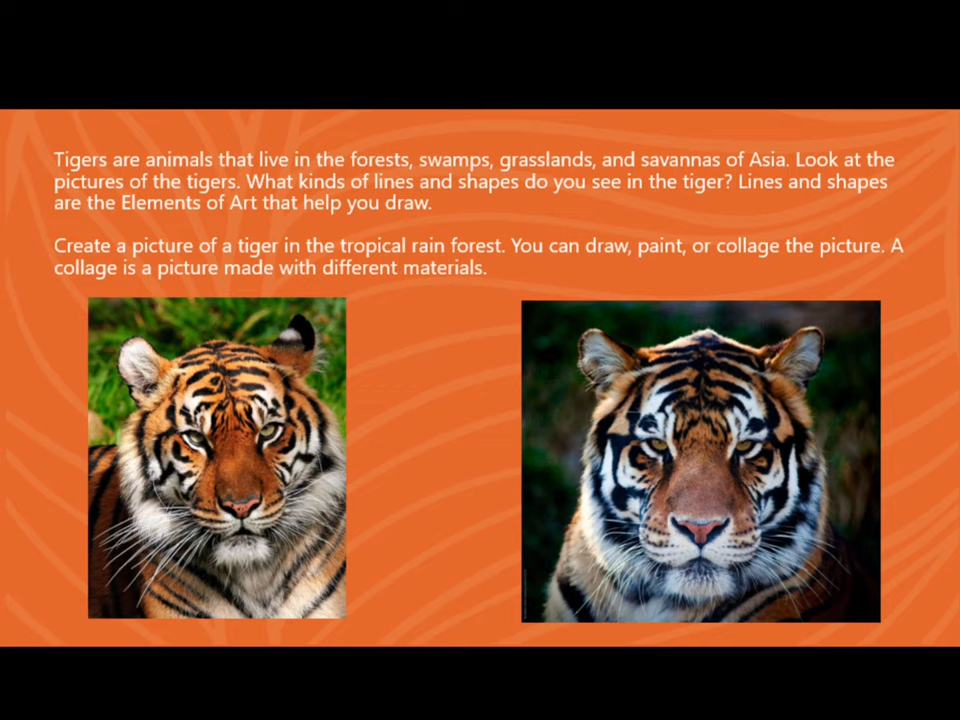 Tigers are animals that live in the forests, swamps, grasslands, and savannas of Asia. Look at the
pictures of the tigers. What kinds of lines and shapes do you see in the tiger? Lines and shapes
are the Elements of Art that help you draw.
Create a picture of a tiger in the tropical rain forest. You can draw, paint, or collage the picture. A
collage is a picture made with different materials.